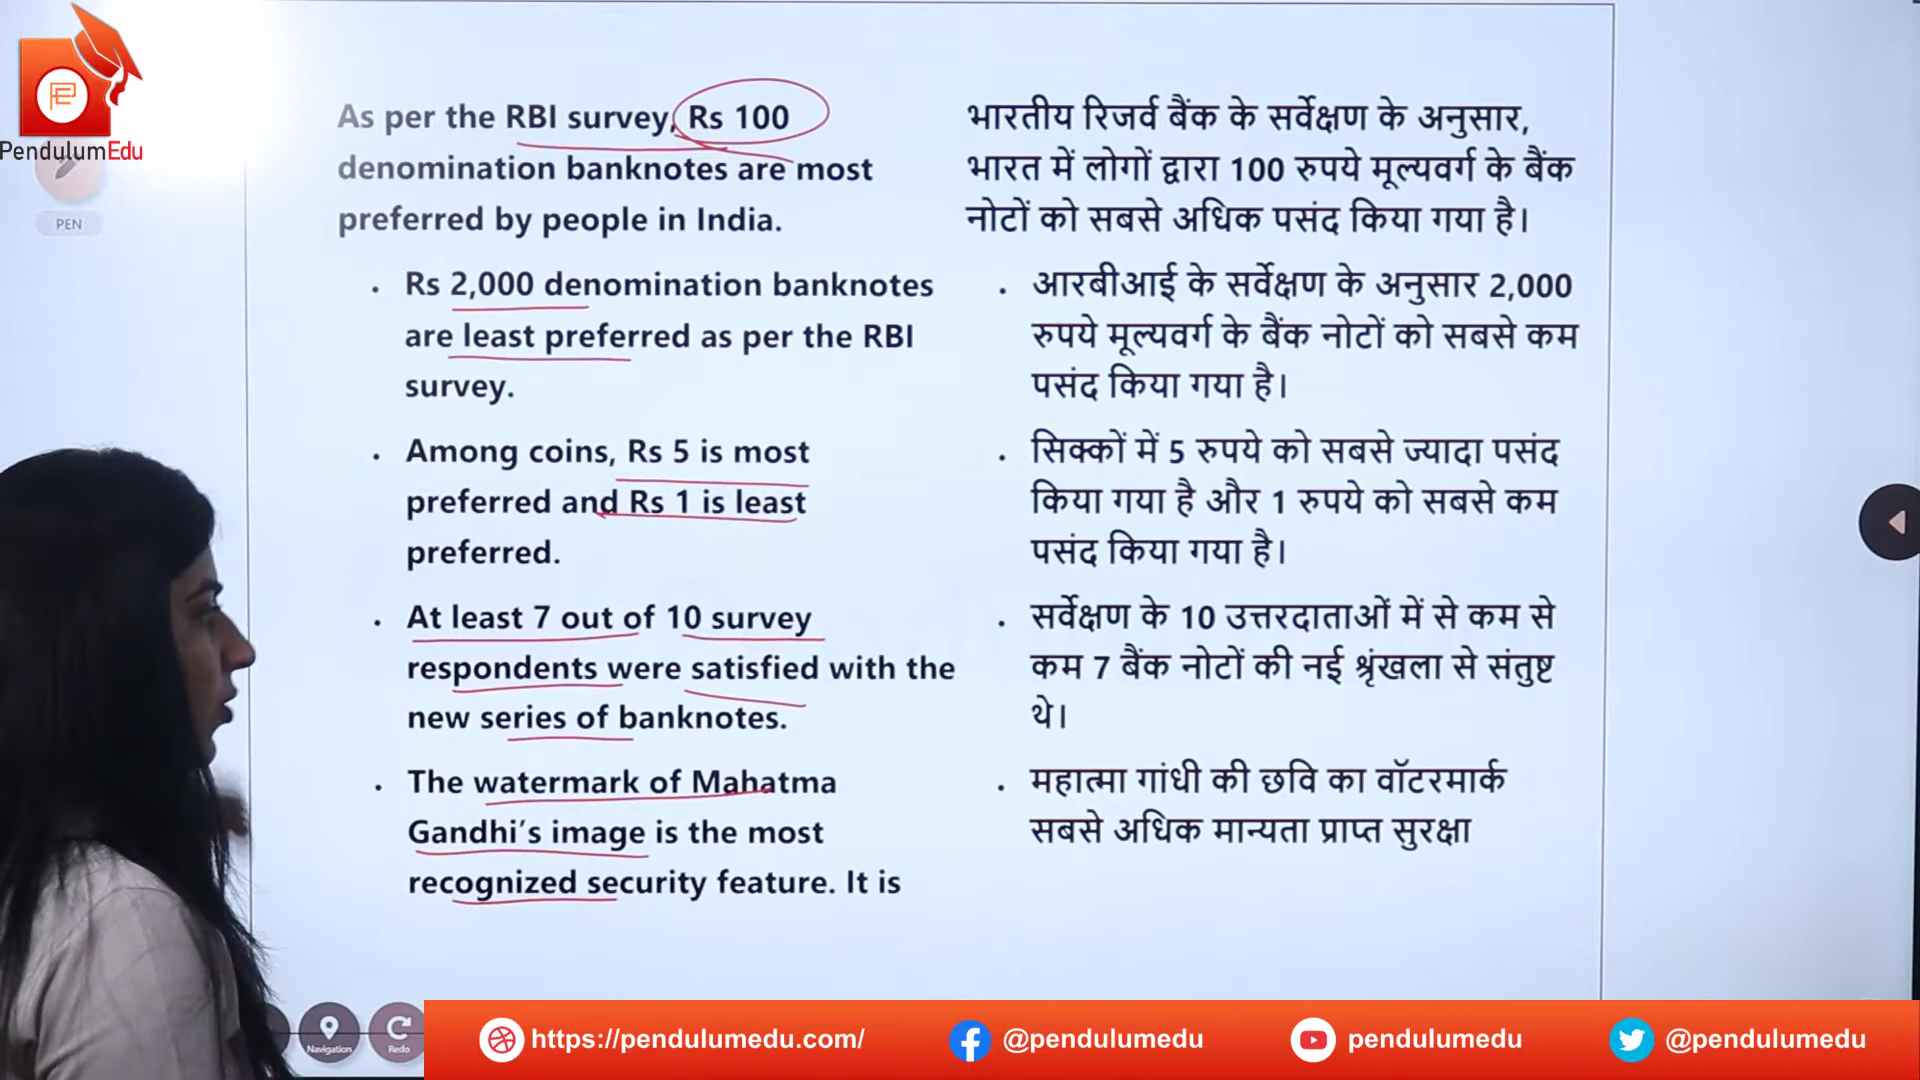 PendulumEdu
PEN
As per the RBI survey, Rs 100
denomination banknotes are most
preferred by people in India.
. Rs 2,000 denomination banknotes
are least preferred as per the RBI
survey.
. Among coins, Rs 5 is most
preferred and Rs 1 is least
preferred.
. At least 7 out of 10 survey
respondents were satisfied with the
new series of banknotes.
. The watermark of Mahatma
Gandhi's image is the most
recognized security feature. It is
भारतीय रिजर्व बैंक के सर्वेक्षण के अनुसार,
भारत में लोगों द्वारा 100 रुपये मूल्यवर्ग के बैंक
नोटों को सबसे अधिक पसंद किया गया है।
. आरबीआई के सर्वेक्षण के अनुसार 2,000
रुपये मूल्यवर्ग के बैंक नोटों को सबसे कम
पसंद किया गया है।
. सिक्कों में 5 रुपये को सबसे ज्यादा पसंद
किया गया है और 1 रुपये को सबसे कम
पसंद किया गया है।
. सर्वेक्षण के 10 उत्तरदाताओं में से कम से
कम 7 बैंक नोटों की नई श्रृंखला से संतुष्ट
थे।
. महात्मा गांधी की छवि का वॉटरमार्क
सबसे अधिक मान्यता प्राप्त सुरक्षा
Navigation
Redo
https://pendulumedu.com/
@pendulumedu
pendulumedu
@pendulumedu